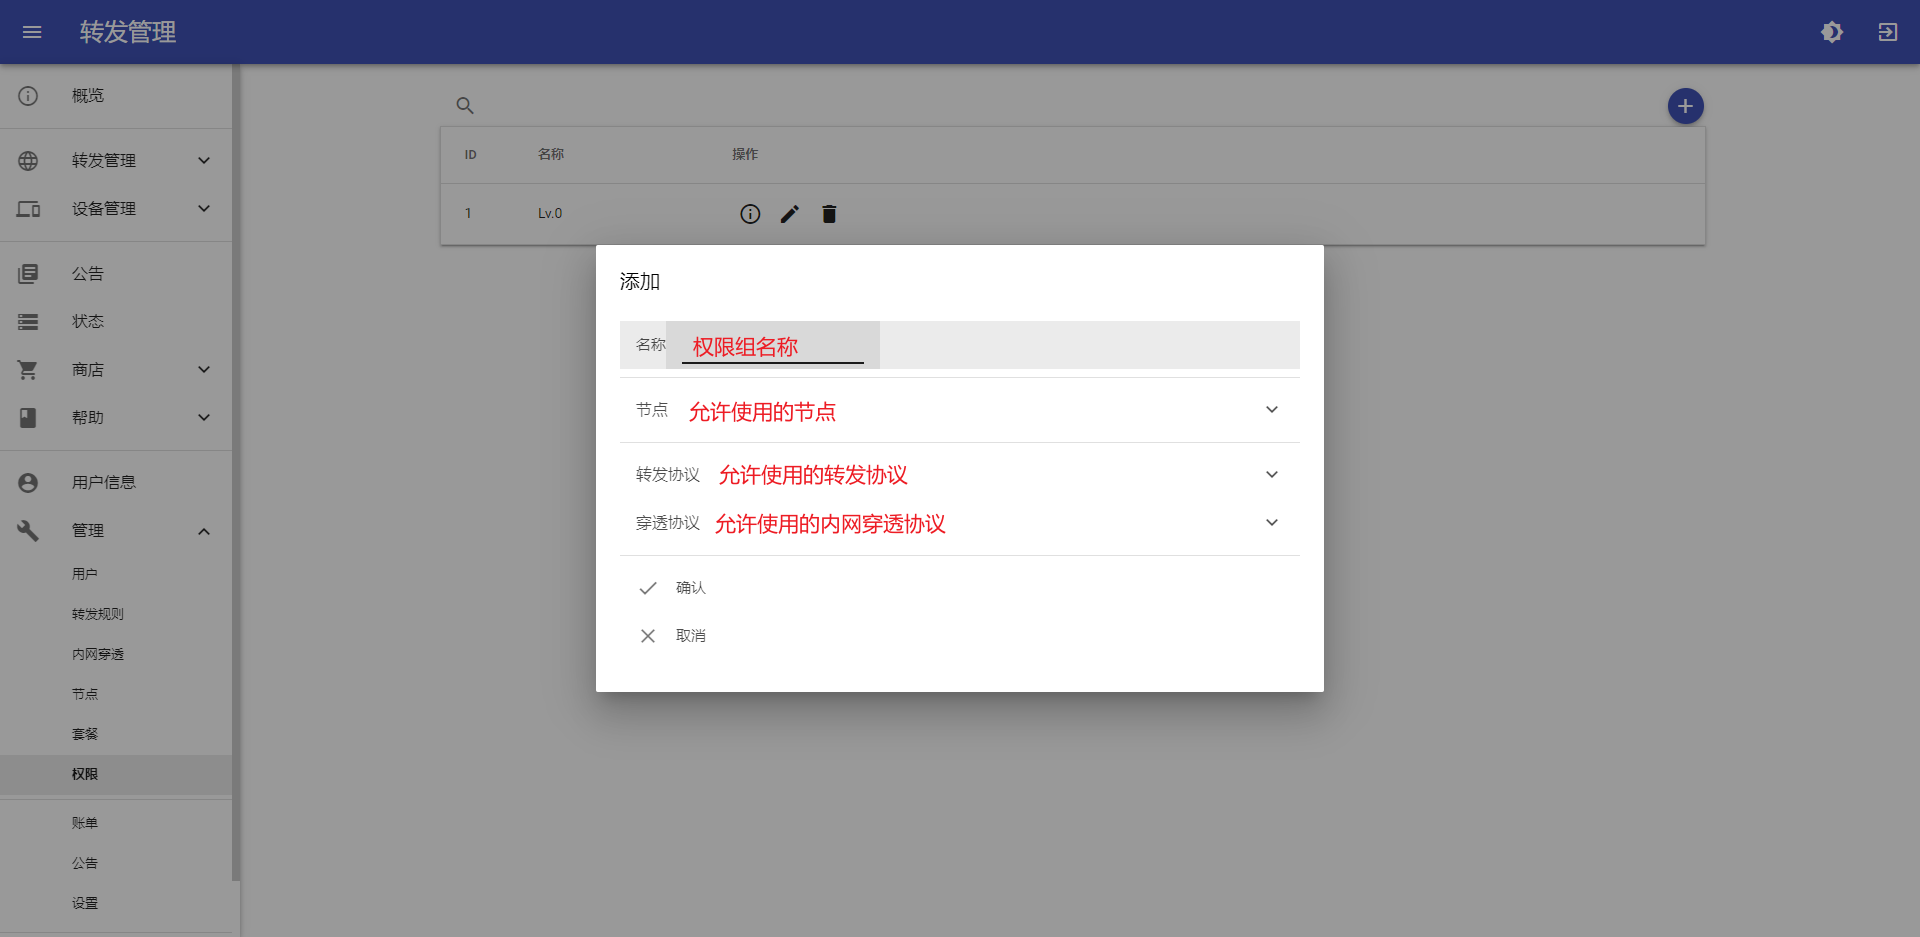 转发管理
概览
转发管理
设备管理
公告
状态
商店
帮助
用户信息
管理
用户
转发规则
内网穿透
节点
套餐
权限
账单
公告
设置
ID 名称 操作
1 Lv.0
添加
名称 权限组名称
节点 允许使用的节点
转发协议 允许使用的转发协议
穿透协议 允许使用的内网穿透协议
确认
取消